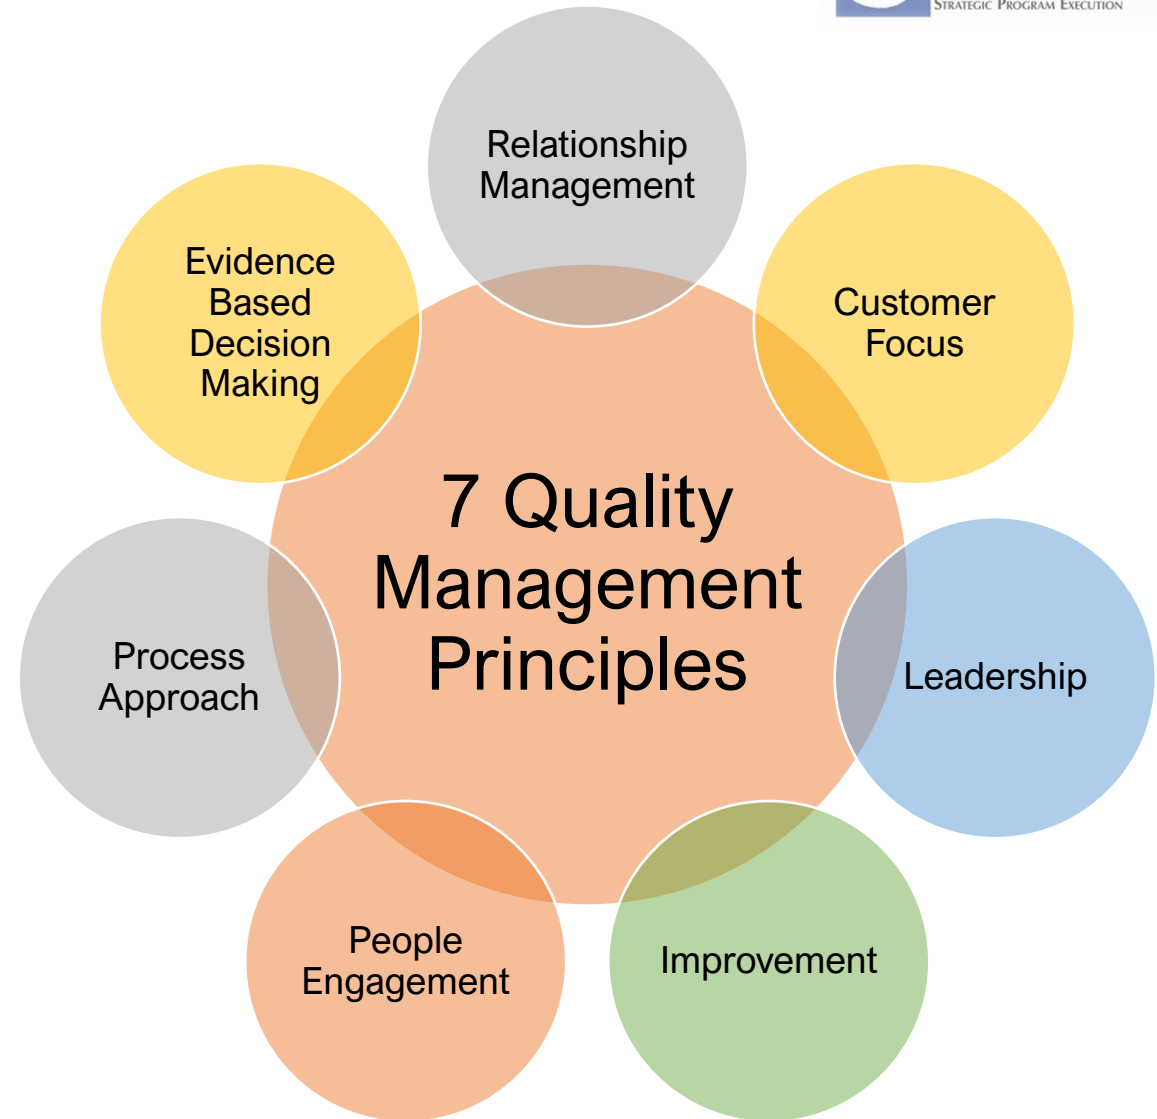 STRATEGIC PROGRAM EXECUTION
Relationship
Management
Customer
Focus
Leadership
Improvement
People
Engagement
Process
Approach
Evidence
Based
Decision
Making
7 Quality
Management
Principles